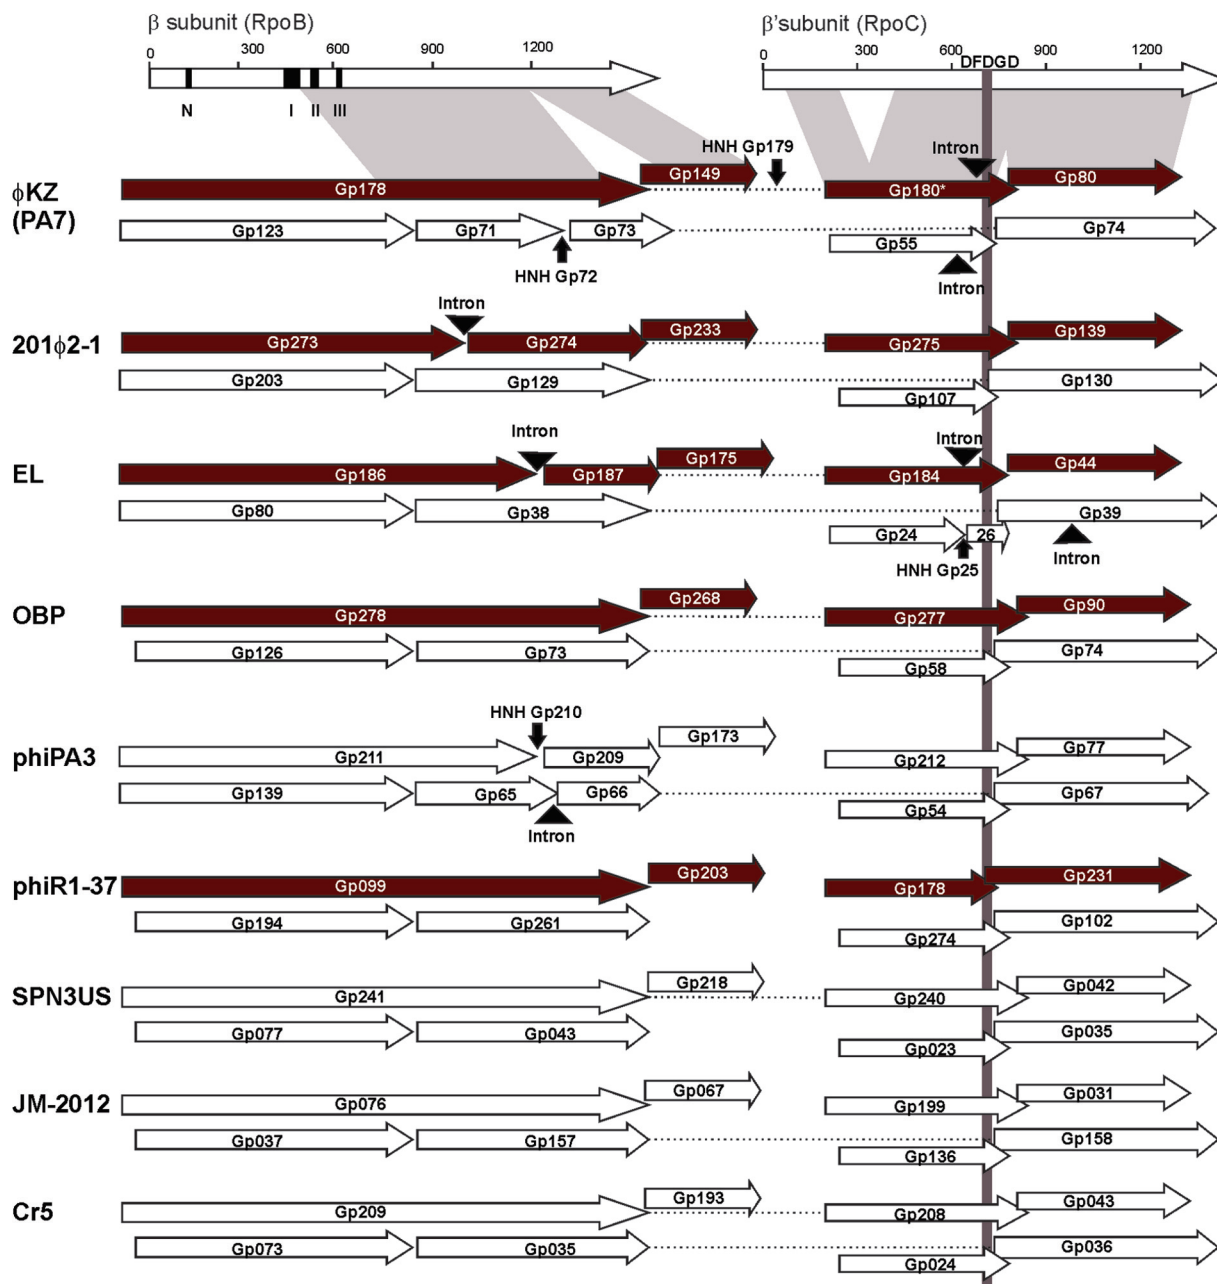 β subunit (RpoB) β'subunit (RpoC)
0 300 600 900 1200 0 300 600 900 1200
DFDGD
N I II III
HNH Gp179 Intron
ϕKZ Gp178 Gp149 Gp180* Gp80
(PA7) Gp123 Gp71 Gp73 Gp55 Gp74
HNH Gp72 Intron
Intron
201ϕ2-1 Gp273 Gp274 Gp233 Gp275 Gp139
Gp203 Gp129 Gp107 Gp130
Intron Intron
EL Gp186 Gp187 Gp175 Gp184 Gp44
Gp80 Gp38 Gp24 26 Gp39
HNH Gp25 Intron
OBP Gp278 Gp268 Gp277 Gp90
Gp126 Gp73 Gp58 Gp74
HNH Gp210
phiPA3 Gp211 Gp209 Gp173 Gp212 Gp77
Gp139 Gp65 Gp66 Gp54 Gp67
Intron
phiR1-37 Gp099 Gp203 Gp178 Gp231
Gp194 Gp261 Gp274 Gp102
SPN3US Gp241 Gp218 Gp240 Gp042
Gp077 Gp043 Gp023 Gp035
JM-2012 Gp076 Gp067 Gp199 Gp031
Gp037 Gp157 Gp136 Gp158
Cr5 Gp209 Gp193 Gp208 Gp043
Gp073 Gp035 Gp024 Gp036